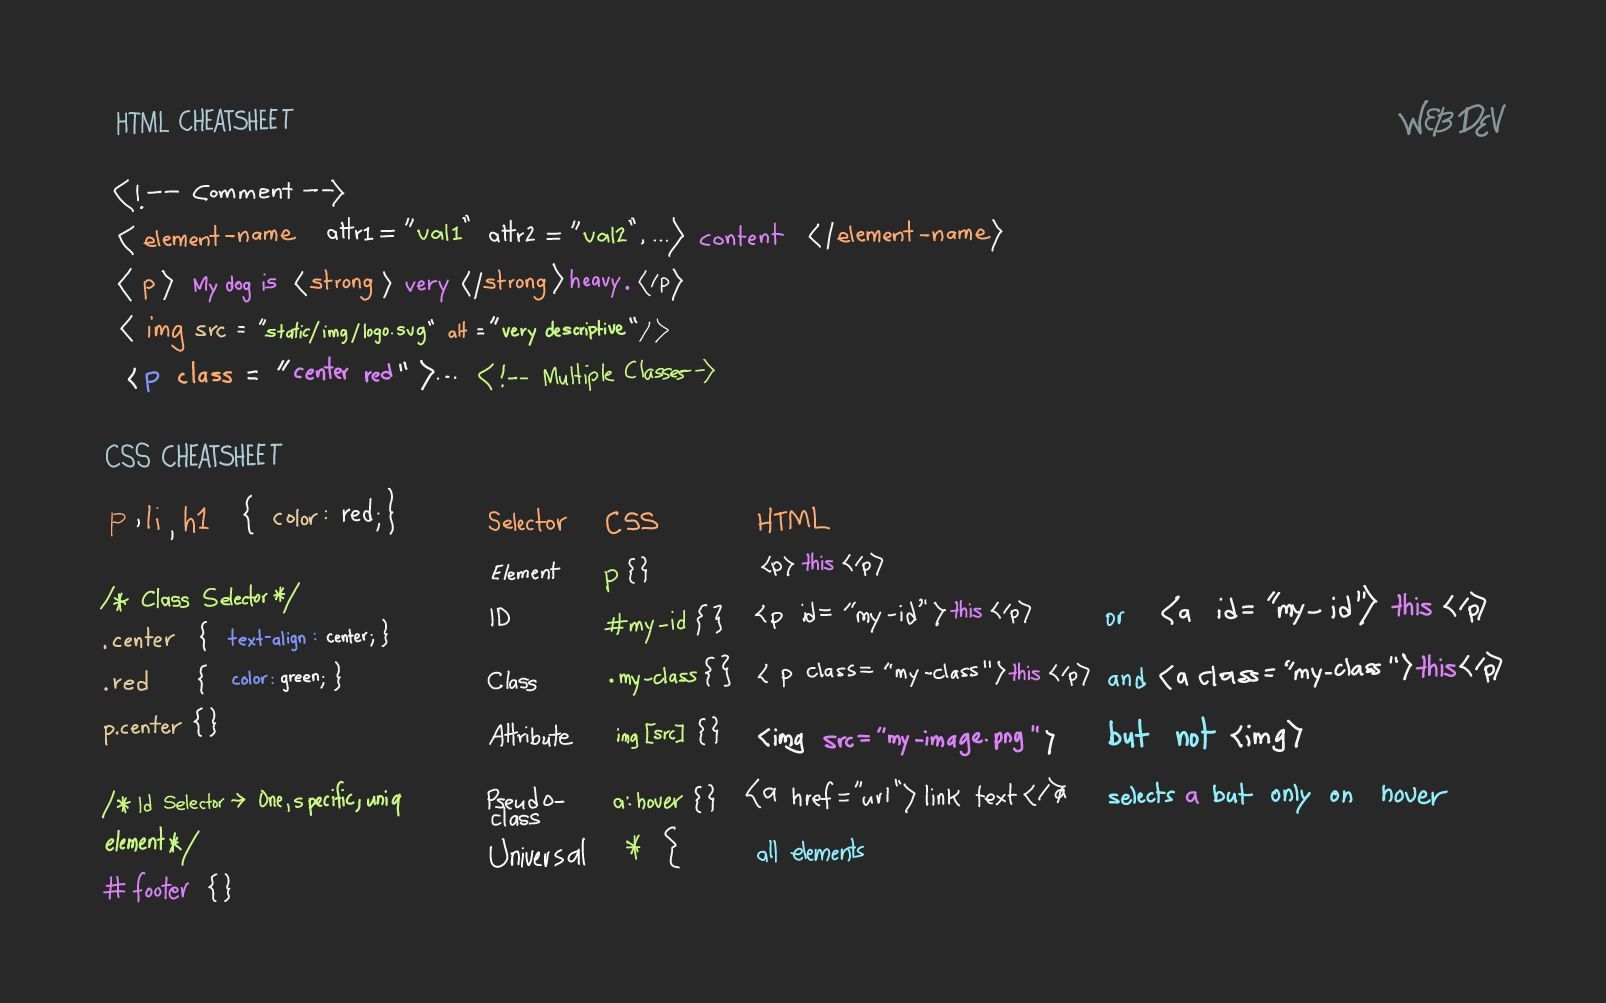 HTML CHEATSHEET
WEB DEV
<!-- Comment -->
<element-name attr1 = "val1" attr2 = "val2", ...> content </element-name>
<p> My dog is <strong> very </strong> heavy. </p>
<img src = "static/img/logo.svg" alt = "very descriptive"/>
<p class = "center red" >... <!-- Multiple Classes-->
CSS CHEATSHEET
p,li,h1 { color: red; }
/* Class Selector */
.center { text-align: center; }
.red { color: green; }
p.center {}
/* Id Selector → One, specific, uniq
element */
#footer {}
Selector CSS HTML
Element p {} <p> this </p>
ID #my-id {} <p id= "my-id" > this </p> or <a id= "my-id"> this </p>
Class .my-class {} < p class= "my-class"> this </p> and <a class= "my-class"> this </p>
Attribute img [src] {} <img src= "my-image.png" > but not <img>
Pseudo-
class a:hover {} <a href="url"> link text </a selects a but only on hover
Universal * { all elements